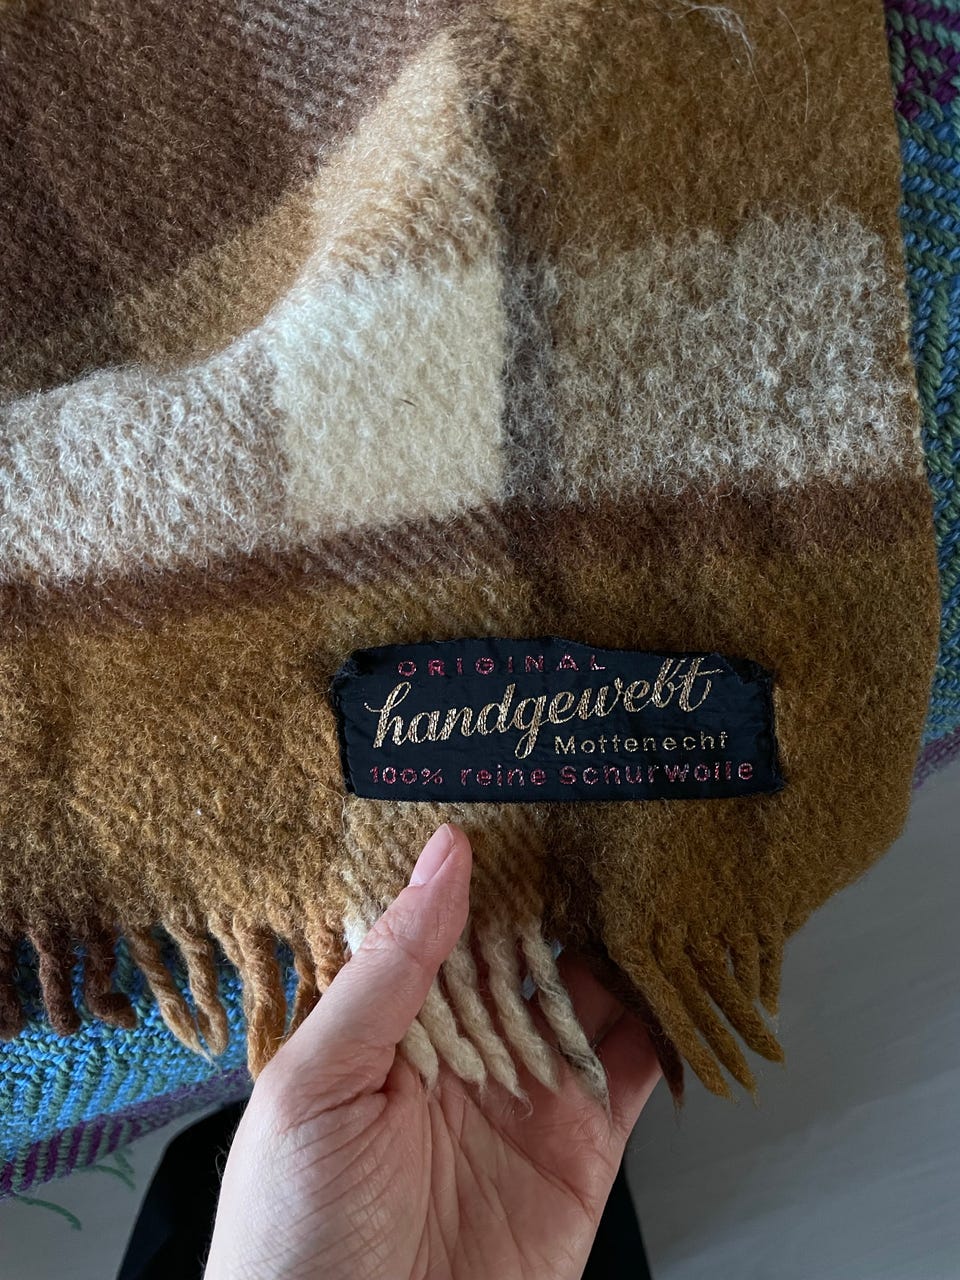 ORIGINAL
handgewebt
Mottenecht
100% reine Schurwolle